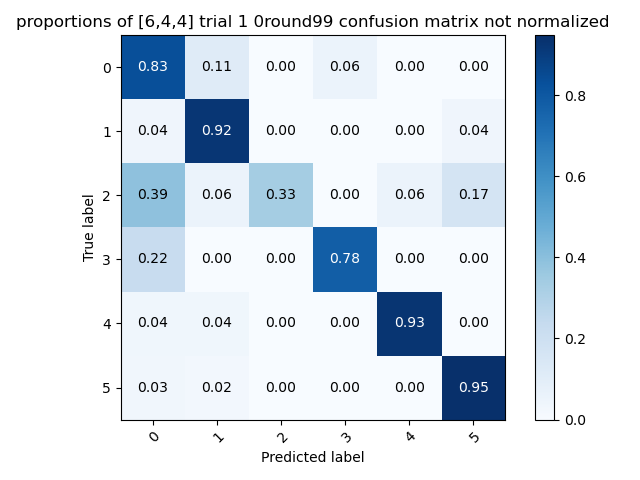 proportions of [6,4,4] trial 1 0round99 confusion matrix not normalized
0 0.83 0.11 0.00 0.06 0.00 0.00
1 0.04 0.92 0.00 0.00 0.00 0.04
2 0.39 0.06 0.33 0.00 0.06 0.17
3 0.22 0.00 0.00 0.78 0.00 0.00
4 0.04 0.04 0.00 0.00 0.93 0.00
5 0.03 0.02 0.00 0.00 0.00 0.95
0 1 2 3 4 5
True label
Predicted label
0.8
0.6
0.4
0.2
0.0